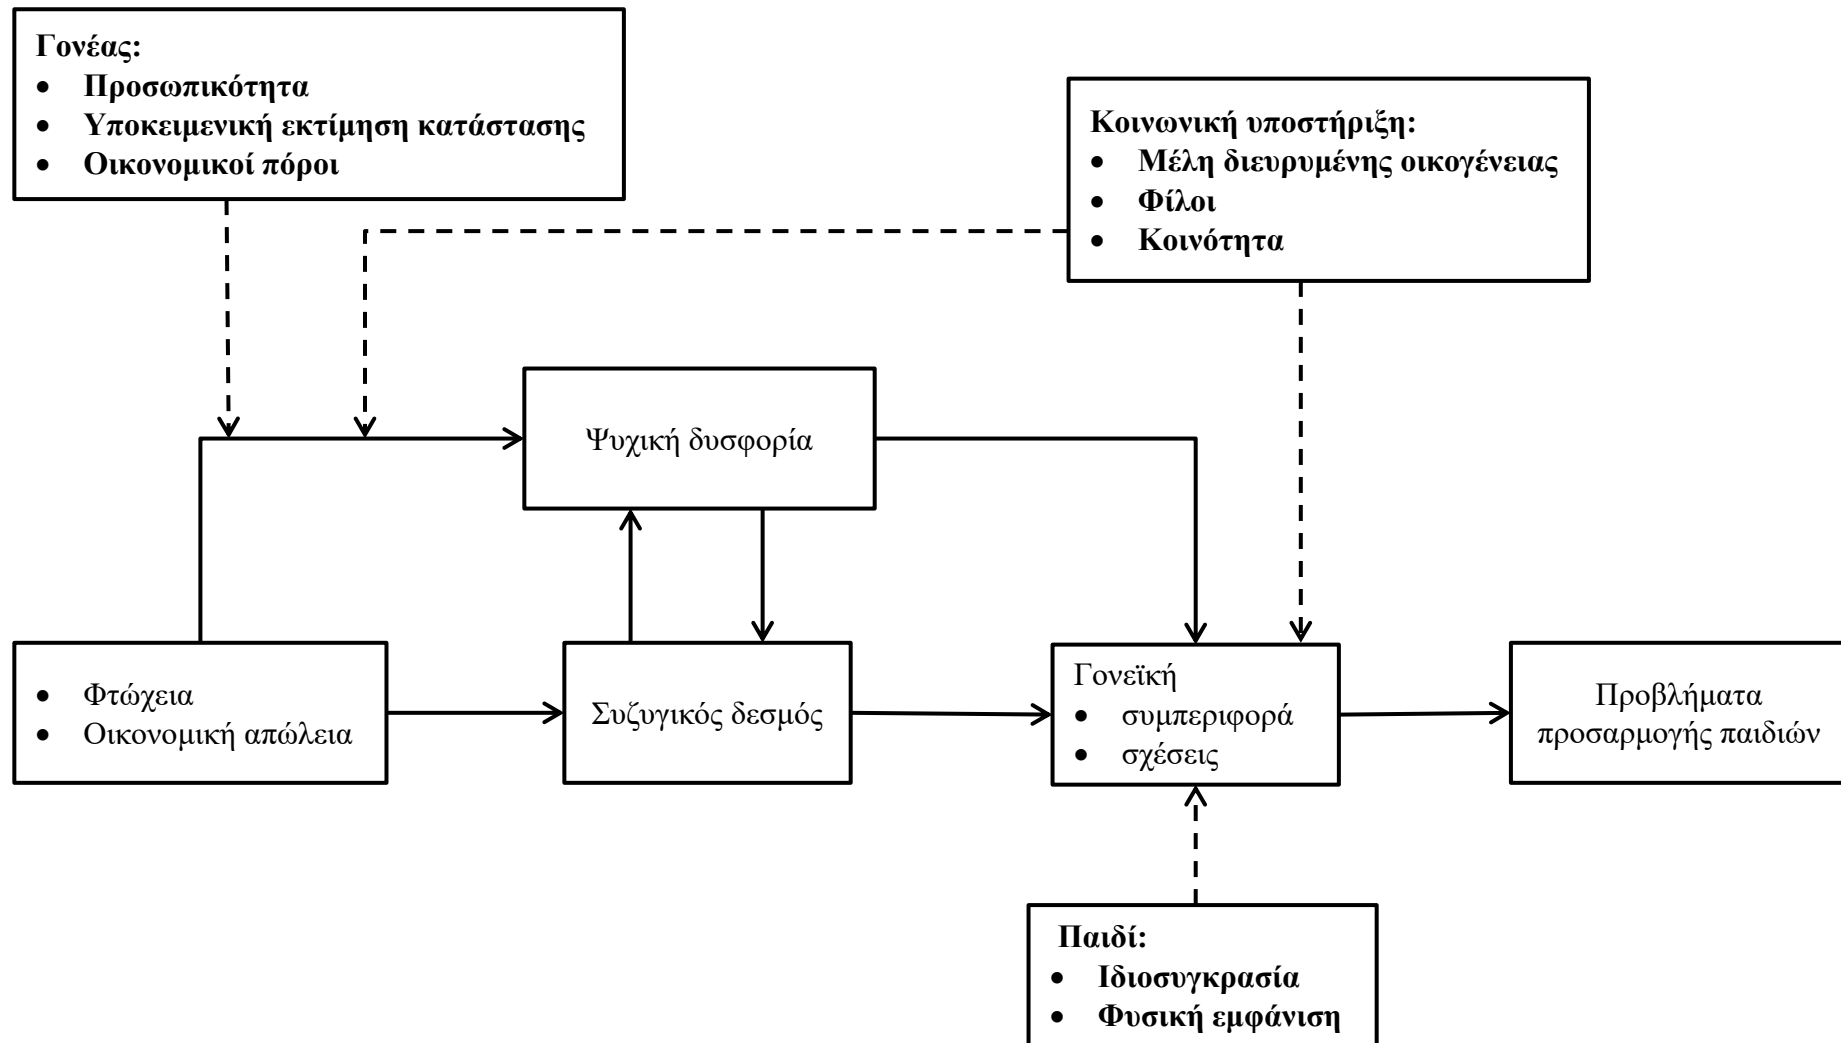 Γονέας:
• Προσωπικότητα
• Υποκειμενική εκτίμηση κατάστασης
• Οικονομικοί πόροι
Κοινωνική υποστήριξη:
• Μέλη διευρυμένης οικογένειας
• Φίλοι
• Κοινότητα
Ψυχική δυσφορία
• Φτώχεια
• Οικονομική απώλεια
Συζυγικός δεσμός
Γονεϊκή
• συμπεριφορά
• σχέσεις
Προβλήματα
προσαρμογής παιδιών
Παιδί:
• Ιδιοσυγκρασία
• Φυσική εμφάνιση